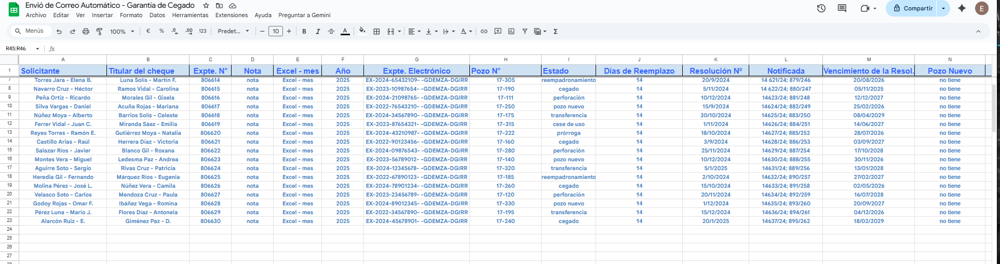 Envió de Correo Automático - Garantía de Cegado
Archivo Editar Ver Insertar Formato Datos Herramientas Extensiones Ayuda Preguntar a Gemini
Compartir
E
Menús 100% € % .0 .00 123 Predet... − 10 + B I A Σ
R45:R46 fx
A B C D E F G H I J K L M N
1 Solicitante Titular del cheque Expte. N° Nota Excel - mes Año Expte. Electrónico Pozo N° Estado Días de Reemplazo Resolución Nº Notificada Vencimiento de la Resol. Pozo Nuevo
7 Torres Jara - Elena B. Luna Solís - Martín F. 806614 nota Excel - mes 2025 EX-2024-65432109- -GDEMZA-DGIRR 17-305 reempadronamiento 14 20/9/2024 14 621/24; 879/246 20/08/2026 no tiene
8 Navarro Cruz - Héctor Ramos Vidal - Carolina 806615 nota Excel - mes 2025 EX-2023-10987654- -GDEMZA-DGIRR 17-190 cegado 14 5/11/2024 14 622/24; 880/247 05/11/2025 no tiene
9 Peña Ortiz - Ricardo Morales Gil - Gisela 806616 nota Excel - mes 2025 EX-2024-21098765- -GDEMZA-DGIRR 17-111 perforación 14 10/12/2024 14623/24; 881/248 12/12/2027 no tiene
10 Silva Vargas - Daniel Acuña Rojas - Mariana 806617 nota Excel - mes 2025 EX-2022-76543210- -GDEMZA-DGIRR 17-250 pozo nuevo 14 15/9/2024 14624/24; 882/249 25/02/2026 no tiene
11 Núñez Moya - Alberto Barrios Solís - Celeste 806618 nota Excel - mes 2025 EX-2024-34567890- -GDEMZA-DGIRR 17-175 transferencia 14 30/10/2024 14625/24; 883/250 08/04/2029 no tiene
12 Ferrer Vidal - Juan C. Miranda Sáez - Emilia 806619 nota Excel - mes 2025 EX-2023-87654321- -GDEMZA-DGIRR 17-315 cese de uso 14 1/11/2024 14626/24; 884/251 14/06/2027 no tiene
13 Reyes Torres - Ramón E. Gutiérrez Moya - Natalia 806620 nota Excel - mes 2025 EX-2024-43210987- -GDEMZA-DGIRR 17-222 prórroga 14 18/10/2024 14627/24; 885/252 28/07/2026 no tiene
14 Castillo Arias - Raúl Herrera Díaz - Victoria 806621 nota Excel - mes 2025 EX-2022-90123456- -GDEMZA-DGIRR 17-160 cegado 14 3/9/2024 14628/24; 886/253 03/09/2027 no tiene
15 Salazar Ríos - Javier Blanco Gil - Roxana 806622 nota Excel - mes 2025 EX-2024-09876543- -GDEMZA-DGIRR 17-280 perforación 14 25/11/2024 14629/24; 887/254 17/10/2028 no tiene
16 Montes Vera - Miguel Ledesma Paz - Andrea 806623 nota Excel - mes 2025 EX-2023-56789012- -GDEMZA-DGIRR 17-140 pozo nuevo 14 10/12/2024 14630/24; 888/255 30/11/2026 no tiene
17 Aguirre Soto - Sergio Rivas Cruz - Patricia 806624 nota Excel - mes 2025 EX-2024-12345678- -GDEMZA-DGIRR 17-320 transferencia 14 5/1/2025 14631/24; 889/256 13/01/2028 no tiene
18 Heredia Gil - Fernando Márquez Ríos - Eugenia 806625 nota Excel - mes 2025 EX-2022-67890123- -GDEMZA-DGIRR 17-185 reempadronamiento 14 2/10/2024 14632/24; 890/257 27/02/2027 no tiene
19 Molina Pérez - José L. Núñez Vera - Camila 806626 nota Excel - mes 2025 EX-2024-78901234- -GDEMZA-DGIRR 17-260 cegado 14 15/10/2024 14633/24; 891/258 02/05/2026 no tiene
20 Velasco Soto - Carlos Mendoza Cruz - Paula 806627 nota Excel - mes 2025 EX-2023-23456789- -GDEMZA-DGIRR 17-120 perforación 14 20/11/2024 14634/24; 892/259 16/07/2028 no tiene
21 Godoy Rojas - Omar F. Ibáñez Vega - Romina 806628 nota Excel - mes 2025 EX-2024-89012345- -GDEMZA-DGIRR 17-330 pozo nuevo 14 1/12/2024 14635/24; 893/260 20/09/2027 no tiene
22 Pérez Luna - Mario J. Flores Díaz - Antonela 806629 nota Excel - mes 2025 EX-2022-34567890- -GDEMZA-DGIRR 17-195 transferencia 14 15/12/2024 14636/24; 894/261 04/12/2026 no tiene
23 Alarcón Ruiz - E. Giménez Paz - D. 806630 nota Excel - mes 2025 EX-2024-45678901- -GDEMZA-DGIRR 17-240 cegado 14 20/1/2025 14637/24; 895/262 18/02/2029 no tiene
24
25
26
27
28